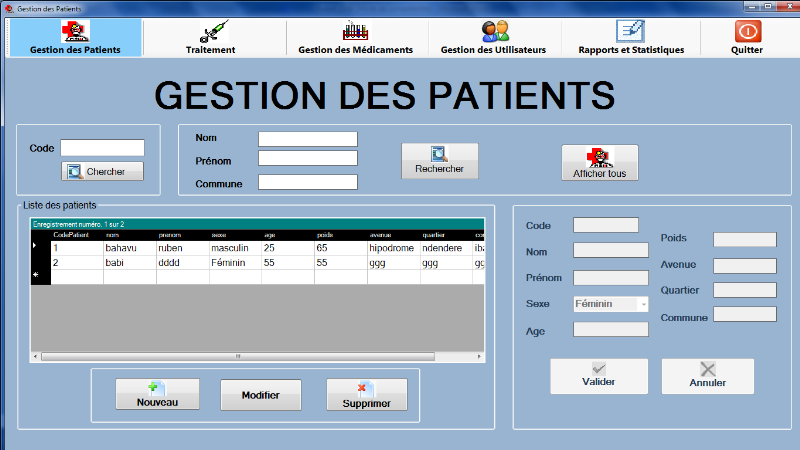 Gestion des Patients
Gestion des Patients Traitement Gestion des Médicaments Gestion des Utilisateurs Rapports et Statistiques Quitter
GESTION DES PATIENTS
Code
Chercher
Nom
Prénom
Commune
Rechercher
Afficher tous
Liste des patients
Enregistrement numéro. 1 sur 2
CodePatient nom prenom sexe age poids avenue quartier con
1 bahavu ruben masculin 25 65 hipodrome ndendere iba
2 babi dddd Féminin 55 55 ggg ggg ggg
Nouveau
Modifier
Supprimer
Code
Nom
Prénom
Sexe Féminin
Age
Poids
Avenue
Quartier
Commune
Valider
Annuler